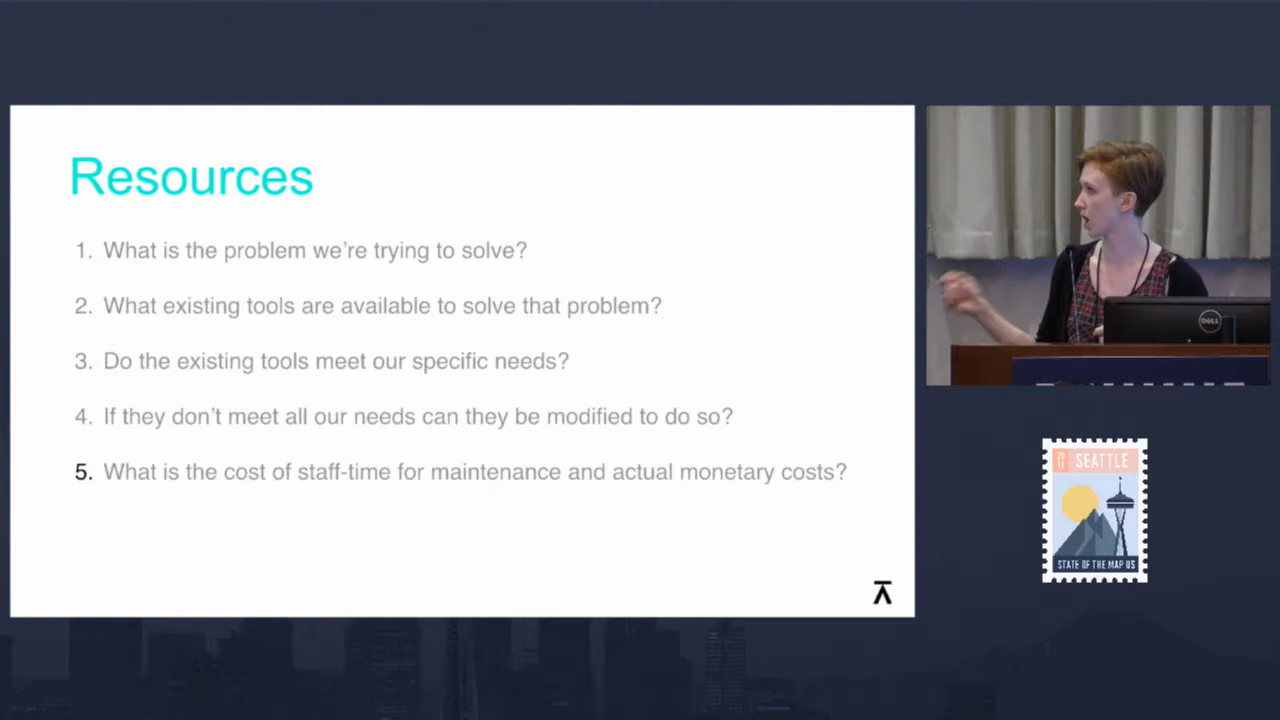 Resources
1. What is the problem we're trying to solve?
2. What existing tools are available to solve that problem?
3. Do the existing tools meet our specific needs?
4. If they don't meet all our needs can they be modified to do so?
5. What is the cost of staff-time for maintenance and actual monetary costs?
DELL
SEATTLE
STATE OF THE MAP US